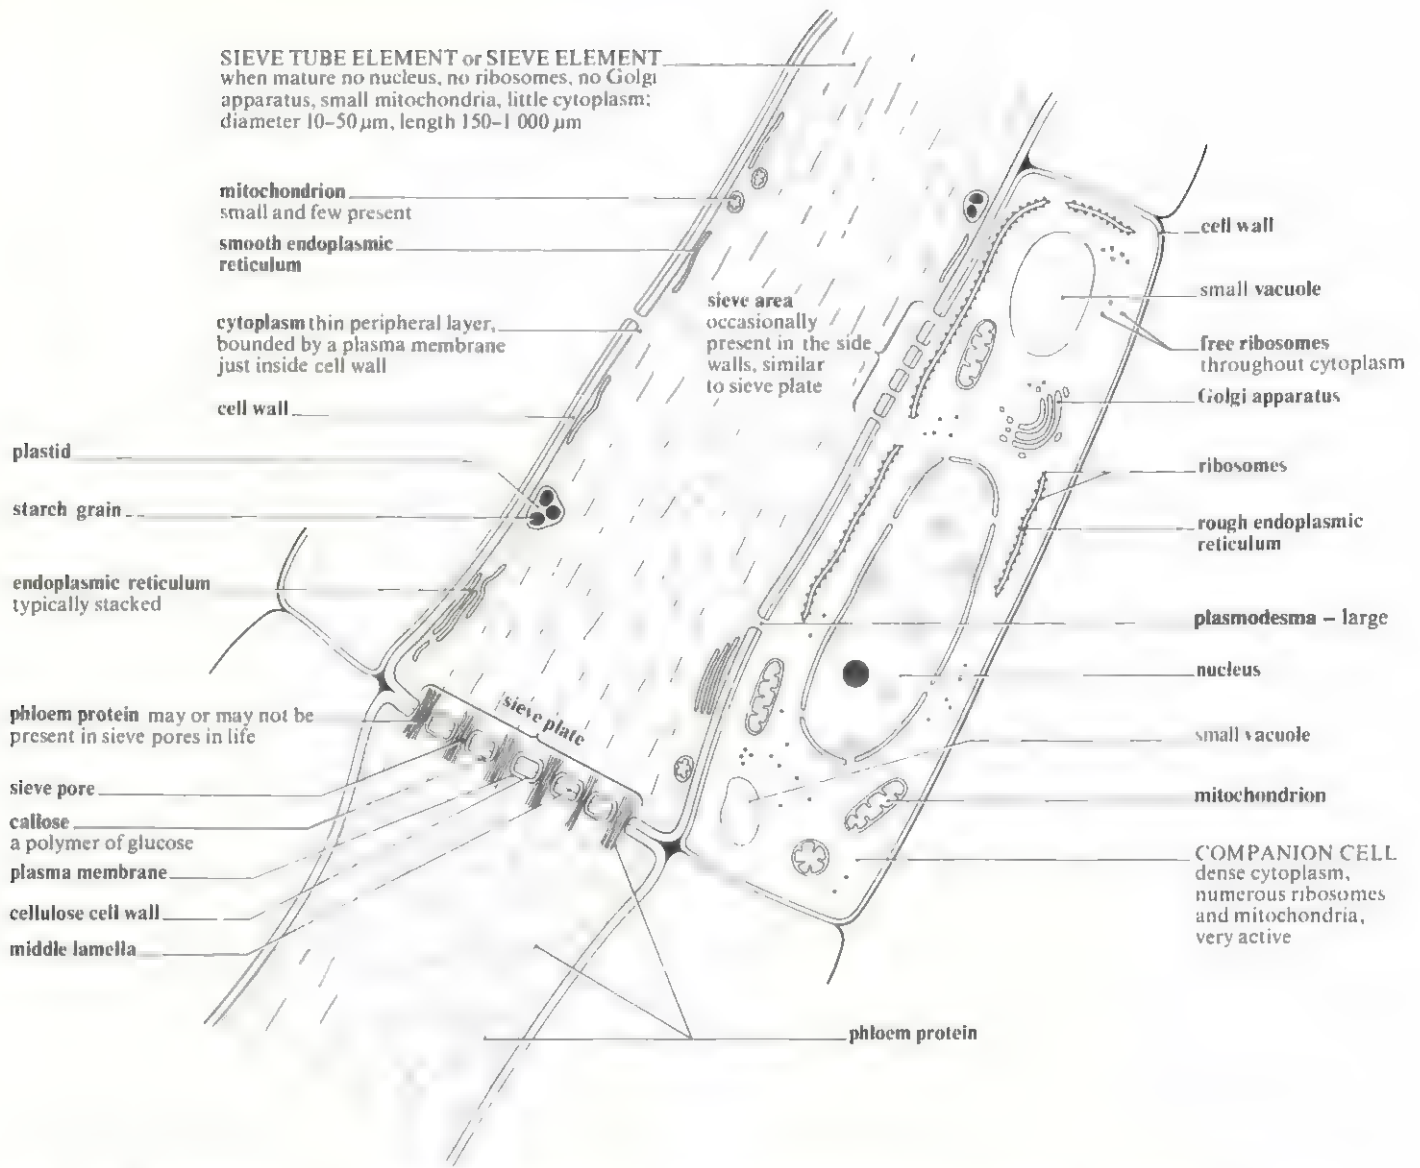 SIEVE TUBE ELEMENT or SIEVE ELEMENT
when mature no nucleus, no ribosomes, no Golgi
apparatus, small mitochondria, little cytoplasm;
diameter 10–50 μm, length 150–1 000 μm
mitochondrion
small and few present
smooth endoplasmic
reticulum
cytoplasm thin peripheral layer,
bounded by a plasma membrane
just inside cell wall
cell wall
plastid
starch grain
endoplasmic reticulum
typically stacked
phloem protein may or may not be
present in sieve pores in life
sieve pore
callose
a polymer of glucose
plasma membrane
cellulose cell wall
middle lamella
sieve plate
sieve area
occasionally
present in the side
walls, similar
to sieve plate
cell wall
small vacuole
free ribosomes
throughout cytoplasm
Golgi apparatus
ribosomes
rough endoplasmic
reticulum
plasmodesma – large
nucleus
small vacuole
mitochondrion
COMPANION CELL
dense cytoplasm,
numerous ribosomes
and mitochondria,
very active
phloem protein